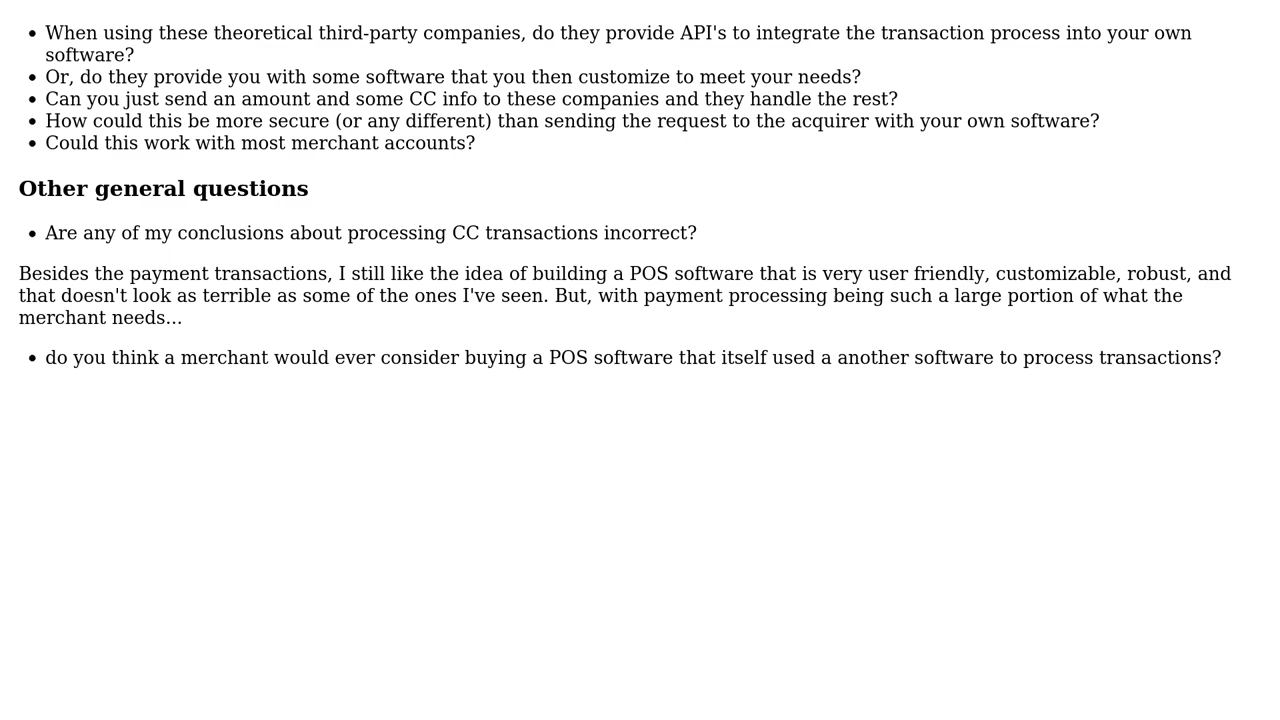 When using these theoretical third-party companies, do they provide API's to integrate the transaction process into your own
software?
Or, do they provide you with some software that you then customize to meet your needs?
Can you just send an amount and some CC info to these companies and they handle the rest?
How could this be more secure (or any different) than sending the request to the acquirer with your own software?
Could this work with most merchant accounts?
Other general questions
Are any of my conclusions about processing CC transactions incorrect?
Besides the payment transactions, I still like the idea of building a POS software that is very user friendly, customizable, robust, and
that doesn't look as terrible as some of the ones I've seen. But, with payment processing being such a large portion of what the
merchant needs...
do you think a merchant would ever consider buying a POS software that itself used a another software to process transactions?